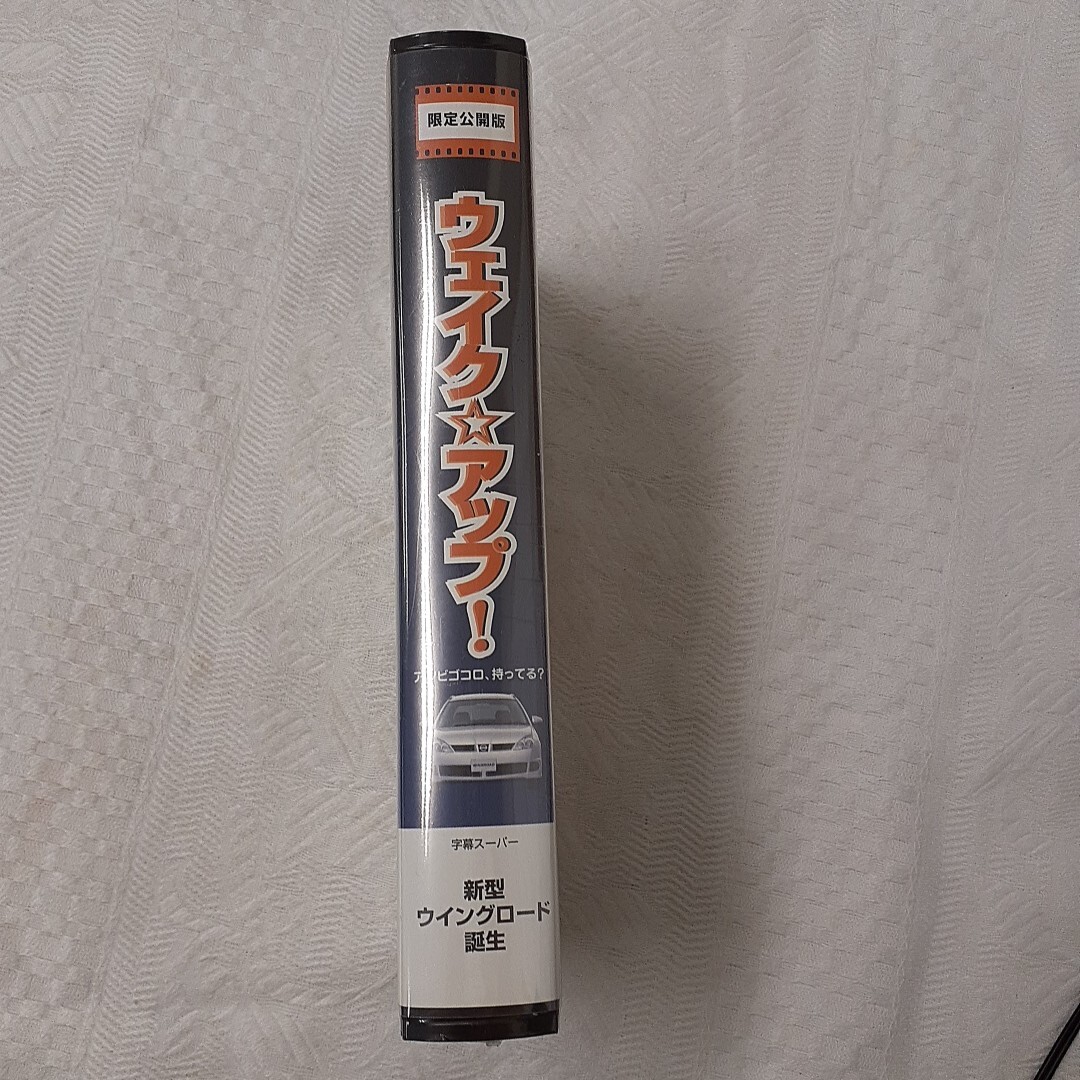 限定公開版
ウエイク☆アップ!
アソビゴコロ、持ってる?
字幕スーパー
新型
ウイングロード
誕生